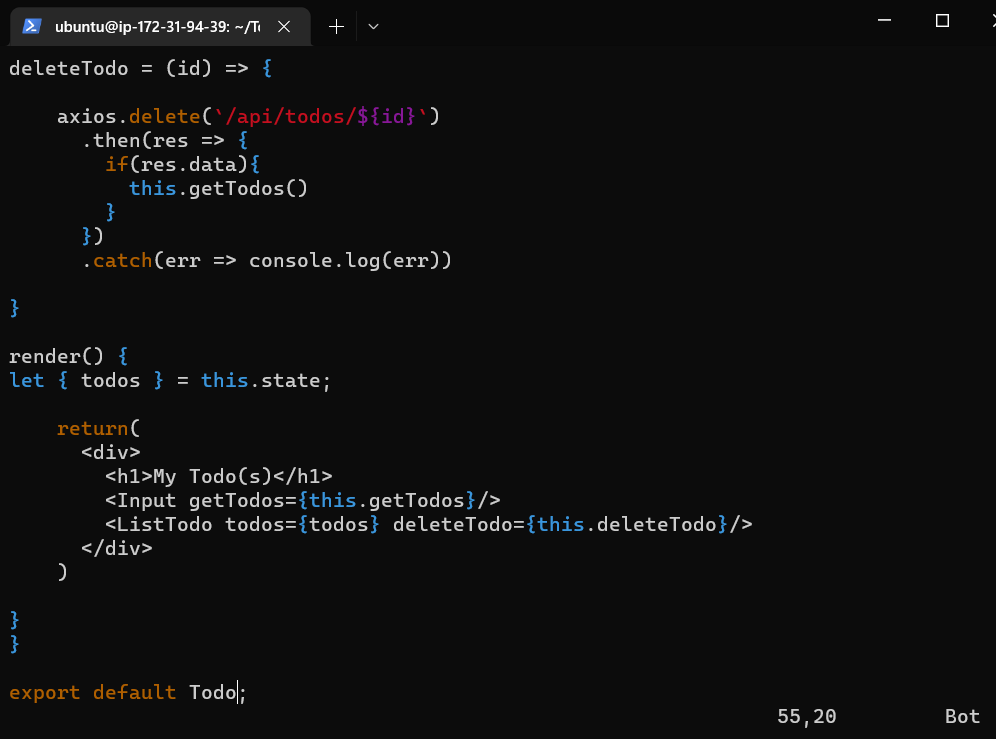 ubuntu@ip-172-31-94-39: ~/To
deleteTodo = (id) => {
    axios.delete(`/api/todos/${id}`)
      .then(res => {
        if(res.data){
          this.getTodos()
        }
      })
      .catch(err => console.log(err))
}
render() {
let { todos } = this.state;
    return(
      <div>
        <h1>My Todo(s)</h1>
        <Input getTodos={this.getTodos}/>
        <ListTodo todos={todos} deleteTodo={this.deleteTodo}/>
      </div>
    )
}
}
export default Todo;
55,20 Bot